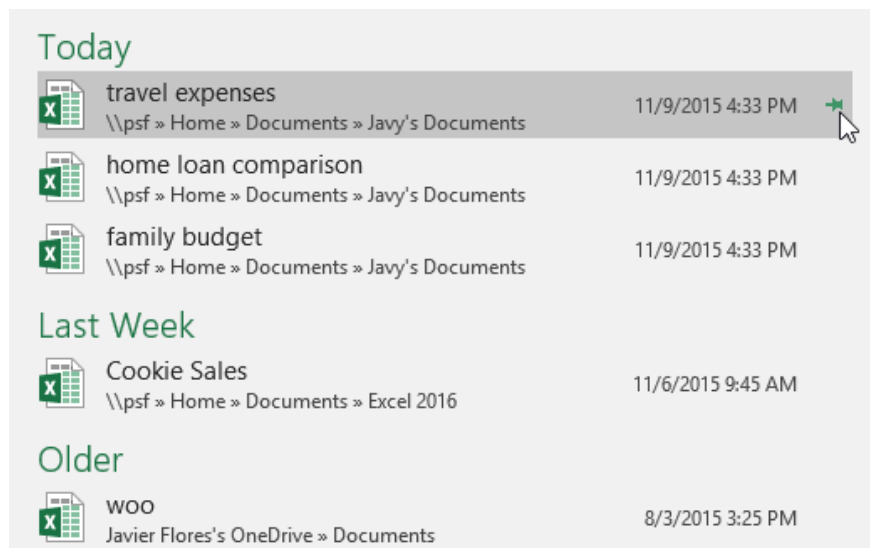 Today
travel expenses
11/9/2015 4:33 PM
\\psf » Home » Documents » Javy's Documents
home loan comparison
11/9/2015 4:33 PM
\\psf » Home » Documents » Javy's Documents
family budget
11/9/2015 4:33 PM
\\psf » Home » Documents » Javy's Documents
Last Week
Cookie Sales
11/6/2015 9:45 AM
\\psf » Home » Documents » Excel 2016
Older
woo
8/3/2015 3:25 PM
Javier Flores's OneDrive » Documents